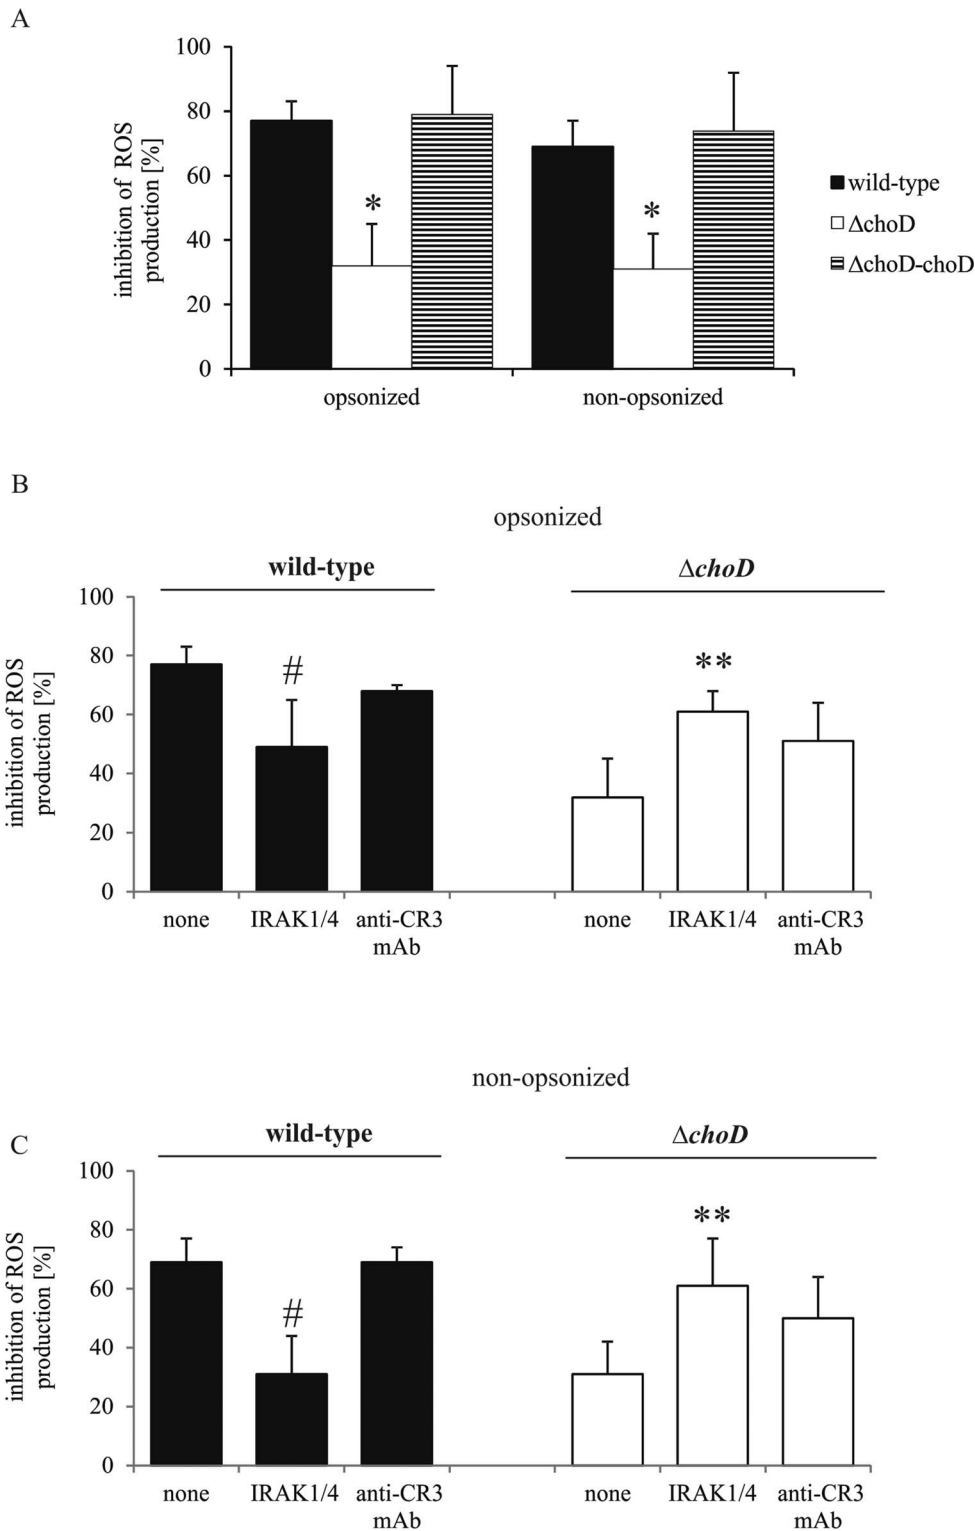 A
100
80
60
40
20
0
inhibition of ROS
production [%]
*
*
opsonized
non-opsonized
wild-type
ΔchoD
ΔchoD-choD
B
opsonized
wild-type
ΔchoD
100
80
60
40
20
0
inhibition of ROS
production [%]
#
**
none
IRAK1/4
anti-CR3
mAb
none
IRAK1/4
anti-CR3
mAb
non-opsonized
C
wild-type
ΔchoD
100
80
60
40
20
0
inhibition of ROS
production [%]
#
**
none
IRAK1/4
anti-CR3
mAb
none
IRAK1/4
anti-CR3
mAb